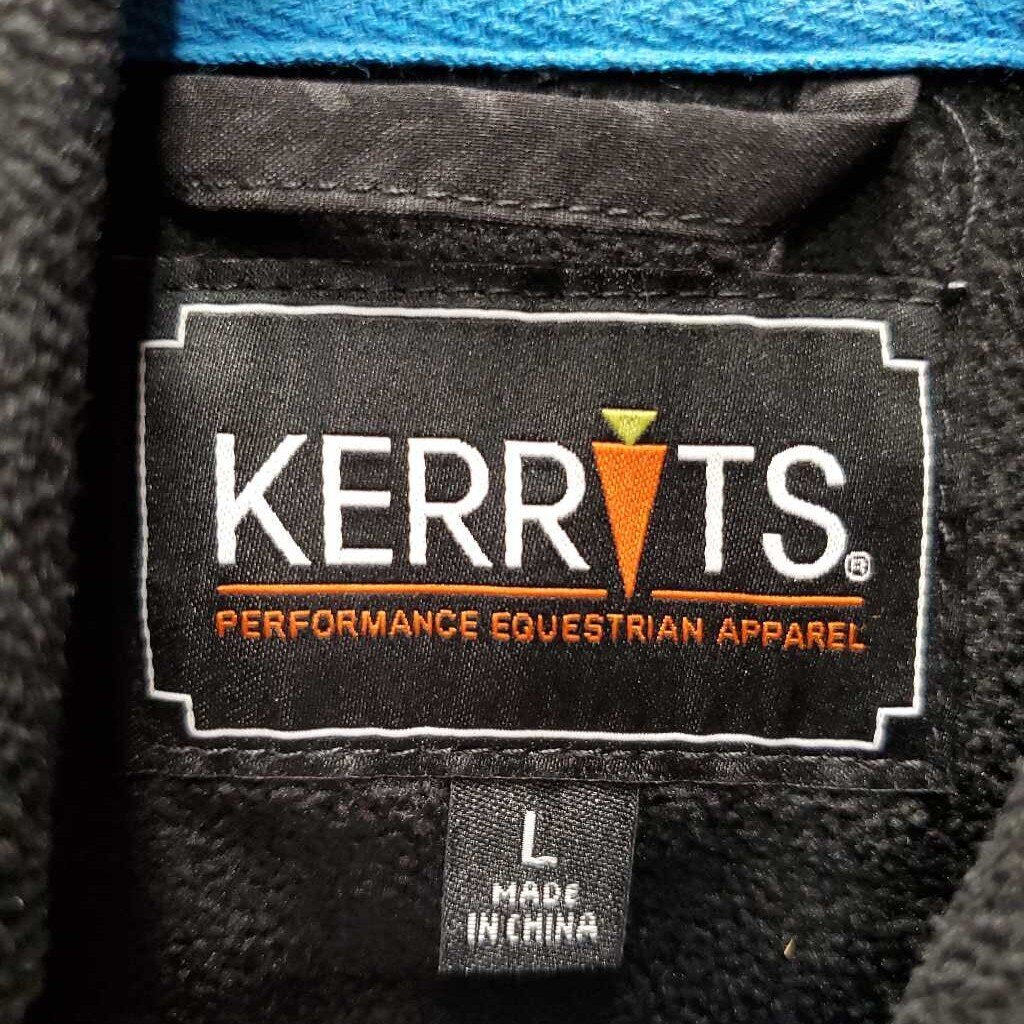 KERRITS®
PERFORMANCE EQUESTRIAN APPAREL
L
MADE
IN CHINA